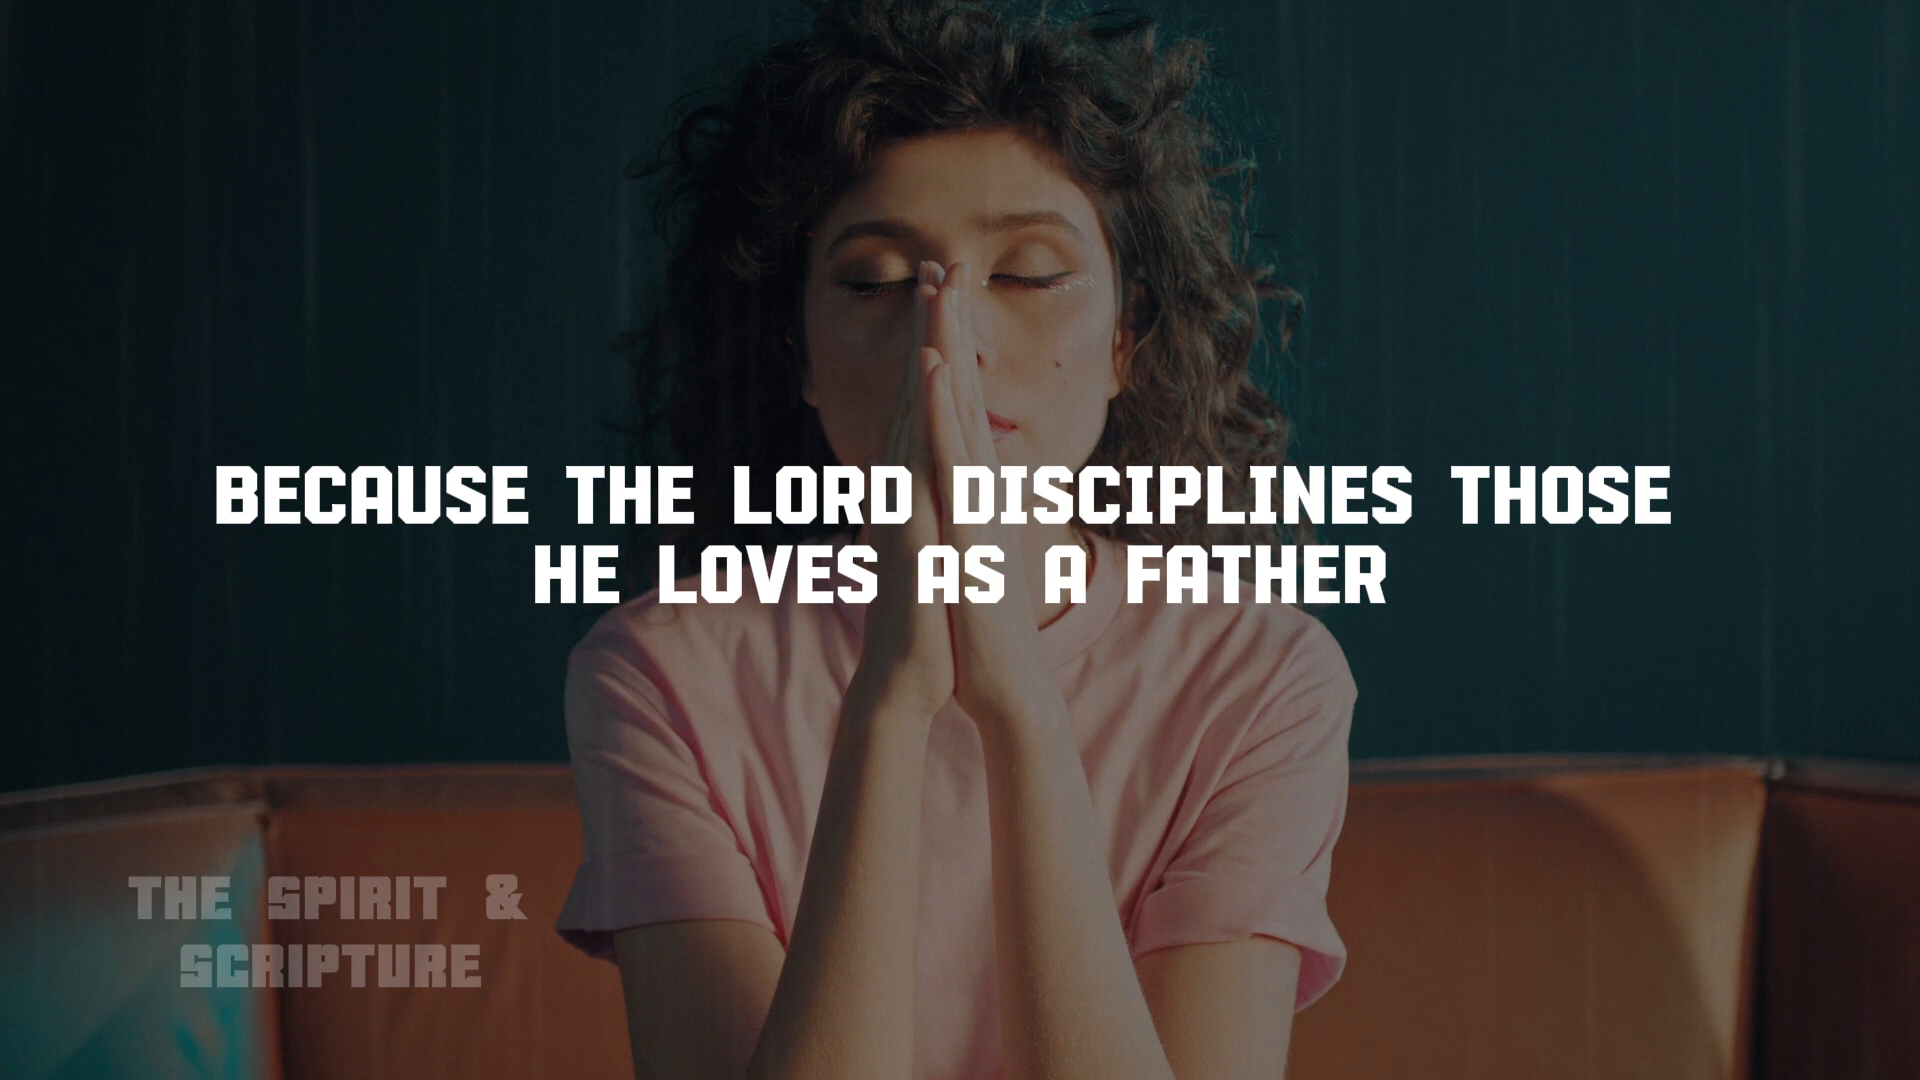 BECAUSE THE LORD DISCIPLINES THOSE
HE LOVES AS A FATHER
THE SPIRIT &
SCRIPTURE